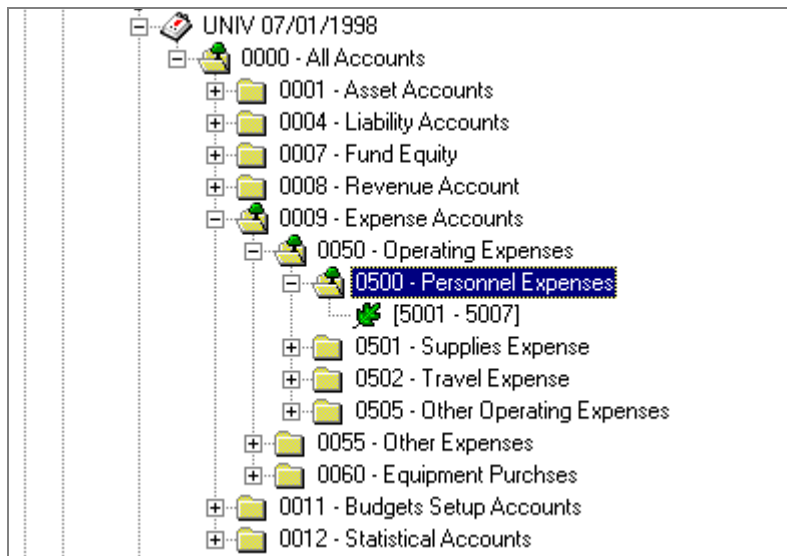 UNIV 07/01/1998
0000 - All Accounts
0001 - Asset Accounts
0004 - Liability Accounts
0007 - Fund Equity
0008 - Revenue Account
0009 - Expense Accounts
0050 - Operating Expenses
0500 - Personnel Expenses
[5001 - 5007]
0501 - Supplies Expense
0502 - Travel Expense
0505 - Other Operating Expenses
0055 - Other Expenses
0060 - Equipment Purchses
0011 - Budgets Setup Accounts
0012 - Statistical Accounts